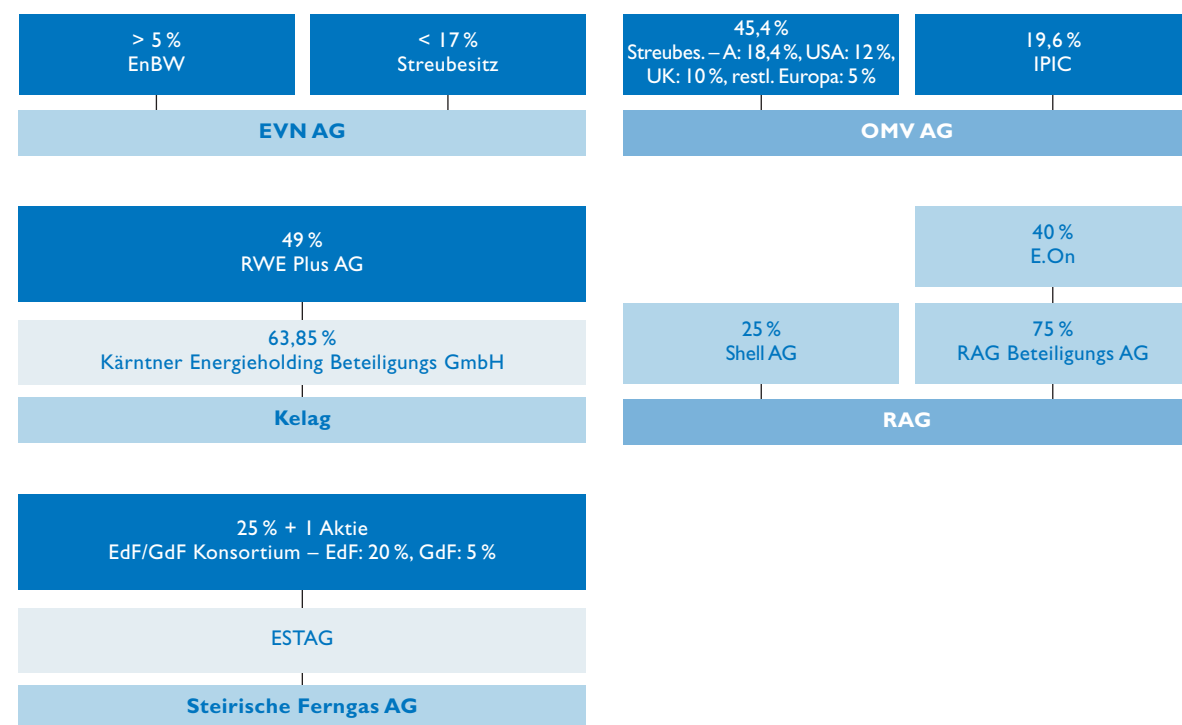 > 5 %
EnBW
< 17 %
Streubesitz
EVN AG
45,4 %
Streubes. – A: 18,4 %, USA: 12 %,
UK: 10 %, restl. Europa: 5 %
19,6 %
IPIC
OMV AG
49 %
RWE Plus AG
63,85 %
Kärntner Energieholding Beteiligungs GmbH
Kelag
40 %
E.On
25 %
Shell AG
75 %
RAG Beteiligungs AG
RAG
25 % + 1 Aktie
EdF/GdF Konsortium – EdF: 20 %, GdF: 5 %
ESTAG
Steirische Ferngas AG